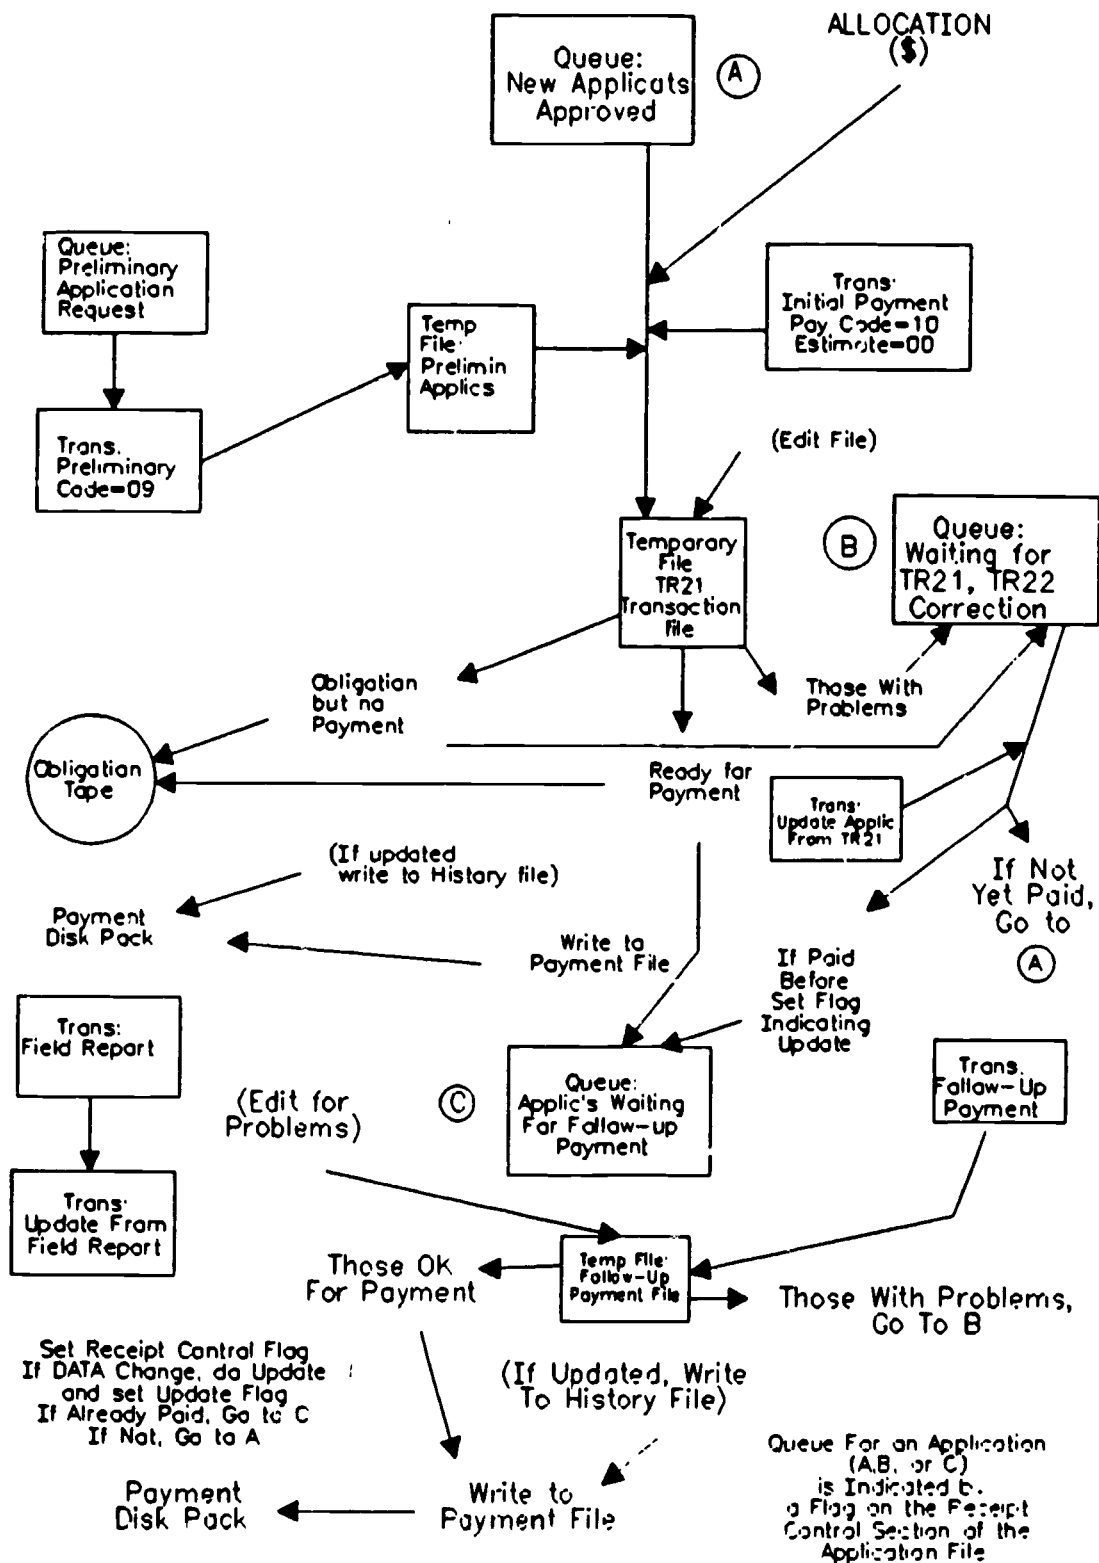 ALLOCATION
($)
Queue:
New Applicats
Approved
A
Queue:
Preliminary
Application
Request
Temp
File:
Prelimin
Applics
Trans:
Initial Payment
Pay Code=10
Estimate=00
Trans.
Preliminary
Code=09
(Edit File)
Temporary
File
TR21
Transaction
file
B
Queue:
Waiting for
TR21, TR22
Correction
Obligation
but no
Payment
Those With
Problems
Obligation
Tape
Ready for
Payment
Trans:
Update Applic
From TR21
(If updated
write to History file)
If Not
Yet Paid,
Go to
A
Payment
Disk Pack
Write to
Payment File
If Paid
Before
Set Flag
Indicating
Update
Trans:
Field Report
(Edit for
Problems)
C
Queue:
Applic's Waiting
For Follow-up
Payment
Trans.
Follow-Up
Payment
Trans:
Update From
Field Report
Those OK
For Payment
Temp File:
Follow-Up
Payment File
Those With Problems,
Go To B
Set Receipt Control Flag
If DATA Change, do Update
and set Update Flag
If Already Paid, Go to C
If Not, Go to A
(If Updated, Write
To History File)
Payment
Disk Pack
Write to
Payment File
Queue For an Application
(A,B, or C)
is Indicated b.
a Flag on the Receipt
Control Section of the
Application File